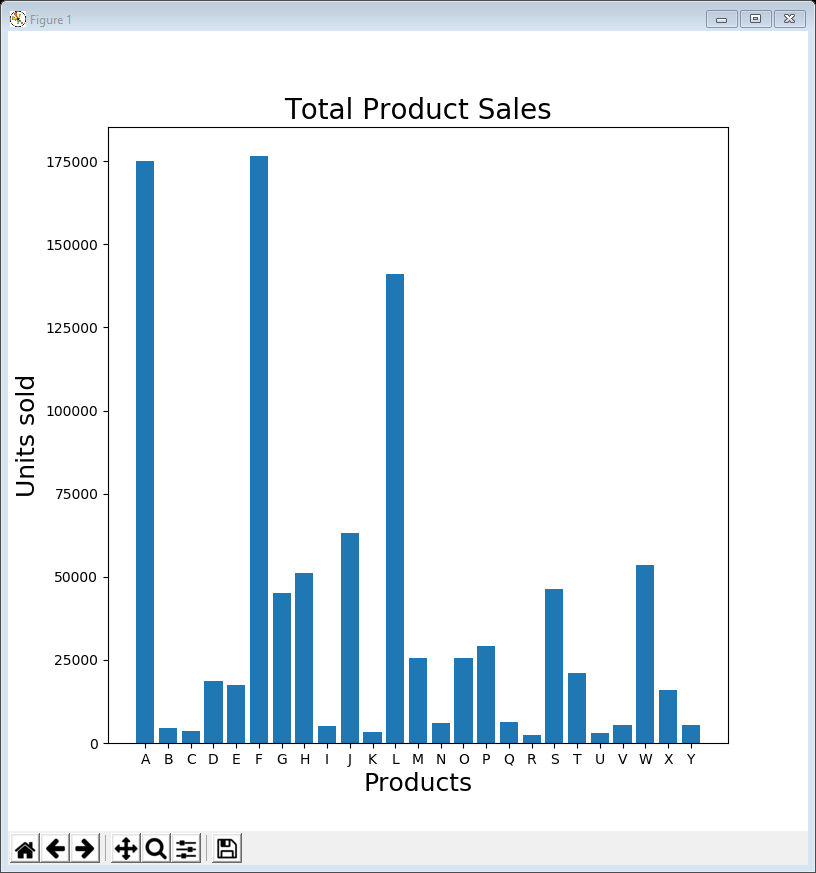 Figure 1
Total Product Sales
175000
150000
125000
100000
75000
50000
25000
0
Units sold
A B C D E F G H I J K L M N O P Q R S T U V W X Y
Products